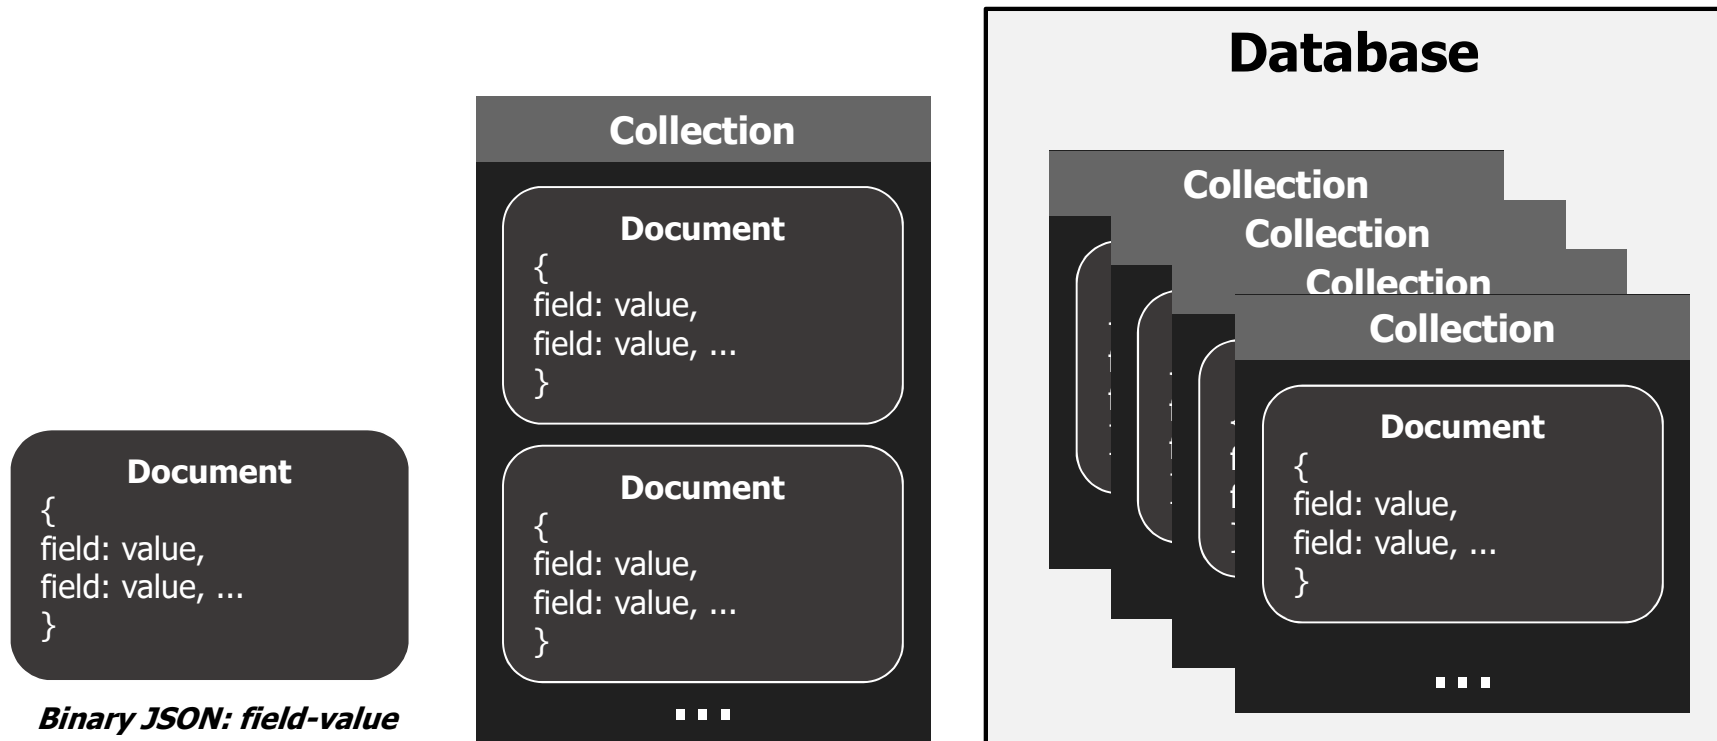 Document
{
field: value,
field: value, ...
}
Binary JSON: field-value
Collection
Document
{
field: value,
field: value, ...
}
Document
{
field: value,
field: value, ...
}
...
Database
Collection
Collection
Collection
Collection
Document
{
field: value,
field: value, ...
}
...